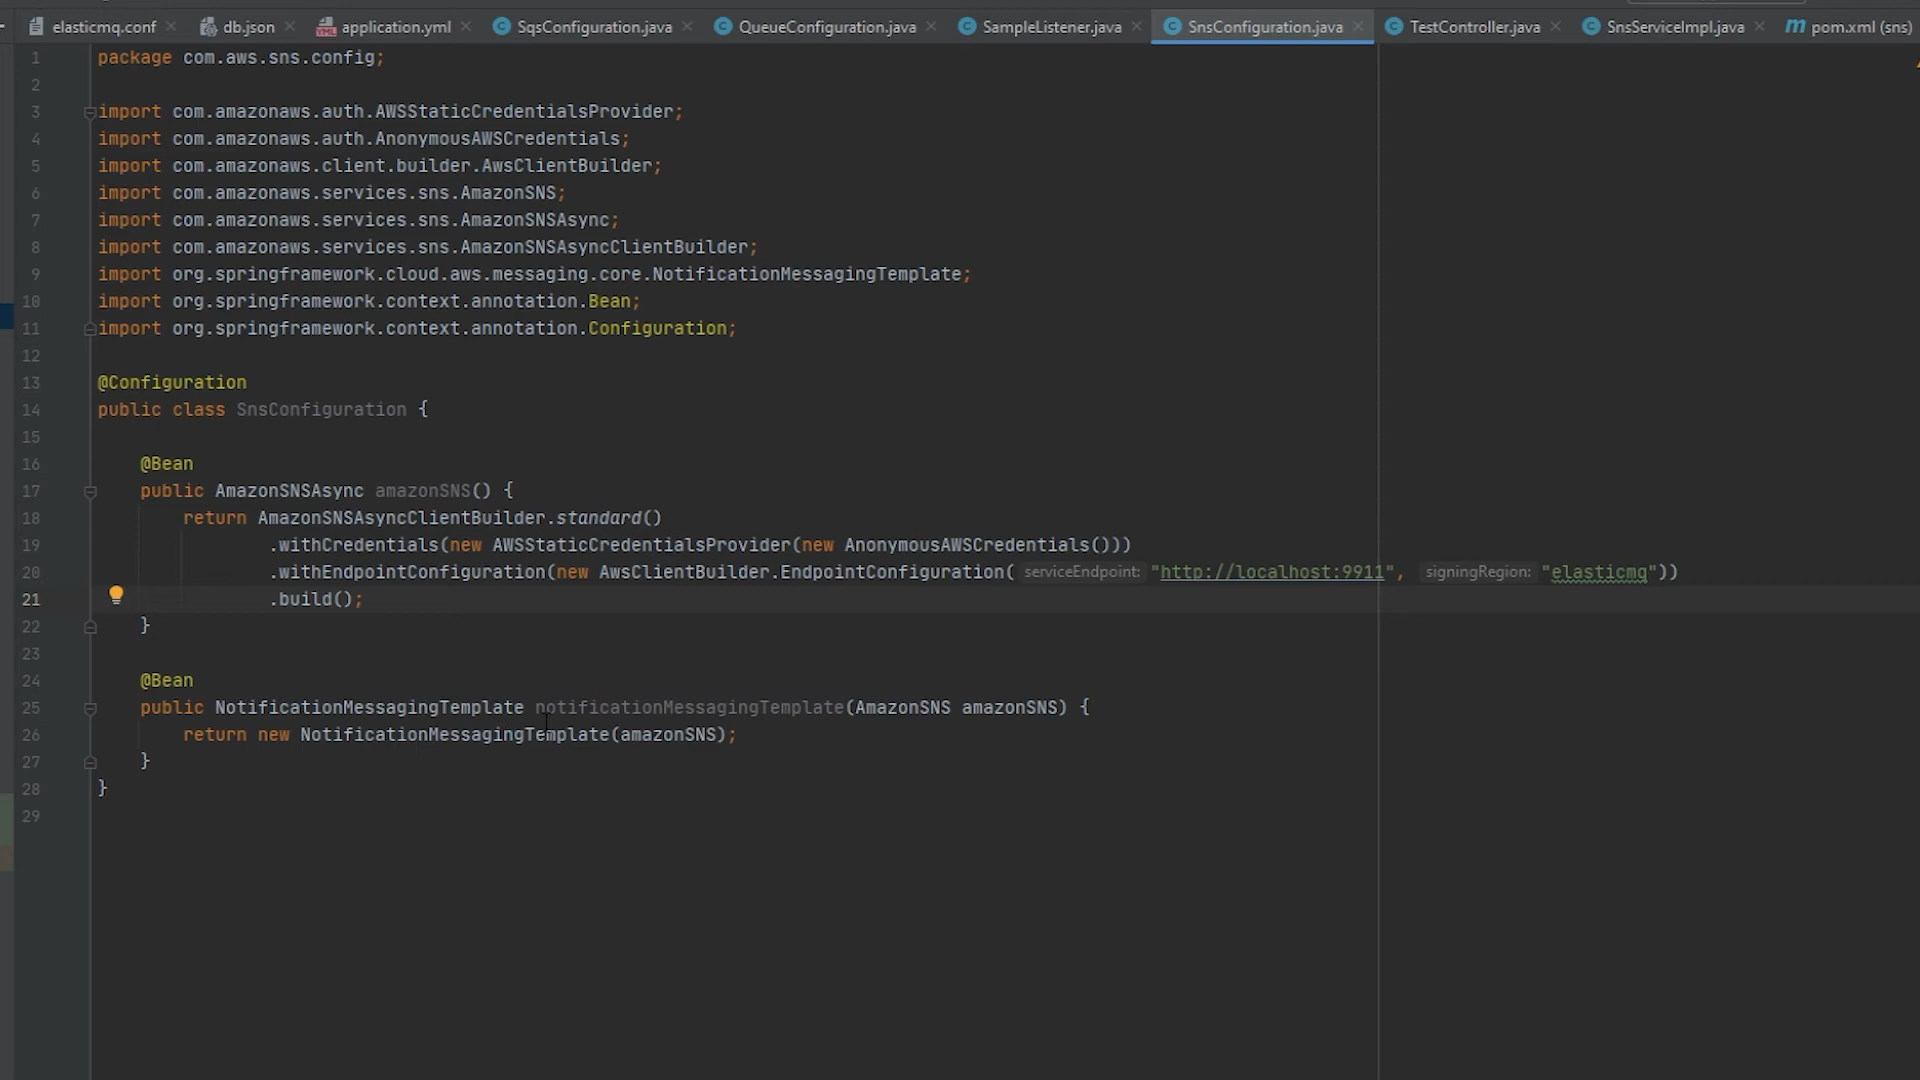 elasticmq.conf db.json application.yml SqsConfiguration.java QueueConfiguration.java SampleListener.java SnsConfiguration.java TestController.java SnsServiceImpl.java pom.xml (sns)
1 package com.aws.sns.config;
2
3 import com.amazonaws.auth.AWSStaticCredentialsProvider;
4 import com.amazonaws.auth.AnonymousAWSCredentials;
5 import com.amazonaws.client.builder.AwsClientBuilder;
6 import com.amazonaws.services.sns.AmazonSNS;
7 import com.amazonaws.services.sns.AmazonSNSAsync;
8 import com.amazonaws.services.sns.AmazonSNSAsyncClientBuilder;
9 import org.springframework.cloud.aws.messaging.core.NotificationMessagingTemplate;
10 import org.springframework.context.annotation.Bean;
11 import org.springframework.context.annotation.Configuration;
12
13 @Configuration
14 public class SnsConfiguration {
15
16 @Bean
17 public AmazonSNSAsync amazonSNS() {
18 return AmazonSNSAsyncClientBuilder.standard()
19 .withCredentials(new AWSStaticCredentialsProvider(new AnonymousAWSCredentials()))
20 .withEndpointConfiguration(new AwsClientBuilder.EndpointConfiguration( serviceEndpoint: "http://localhost:9911", signingRegion: "elasticmq"))
21 .build();
22 }
23
24 @Bean
25 public NotificationMessagingTemplate notificationMessagingTemplate(AmazonSNS amazonSNS) {
26 return new NotificationMessagingTemplate(amazonSNS);
27 }
28 }
29